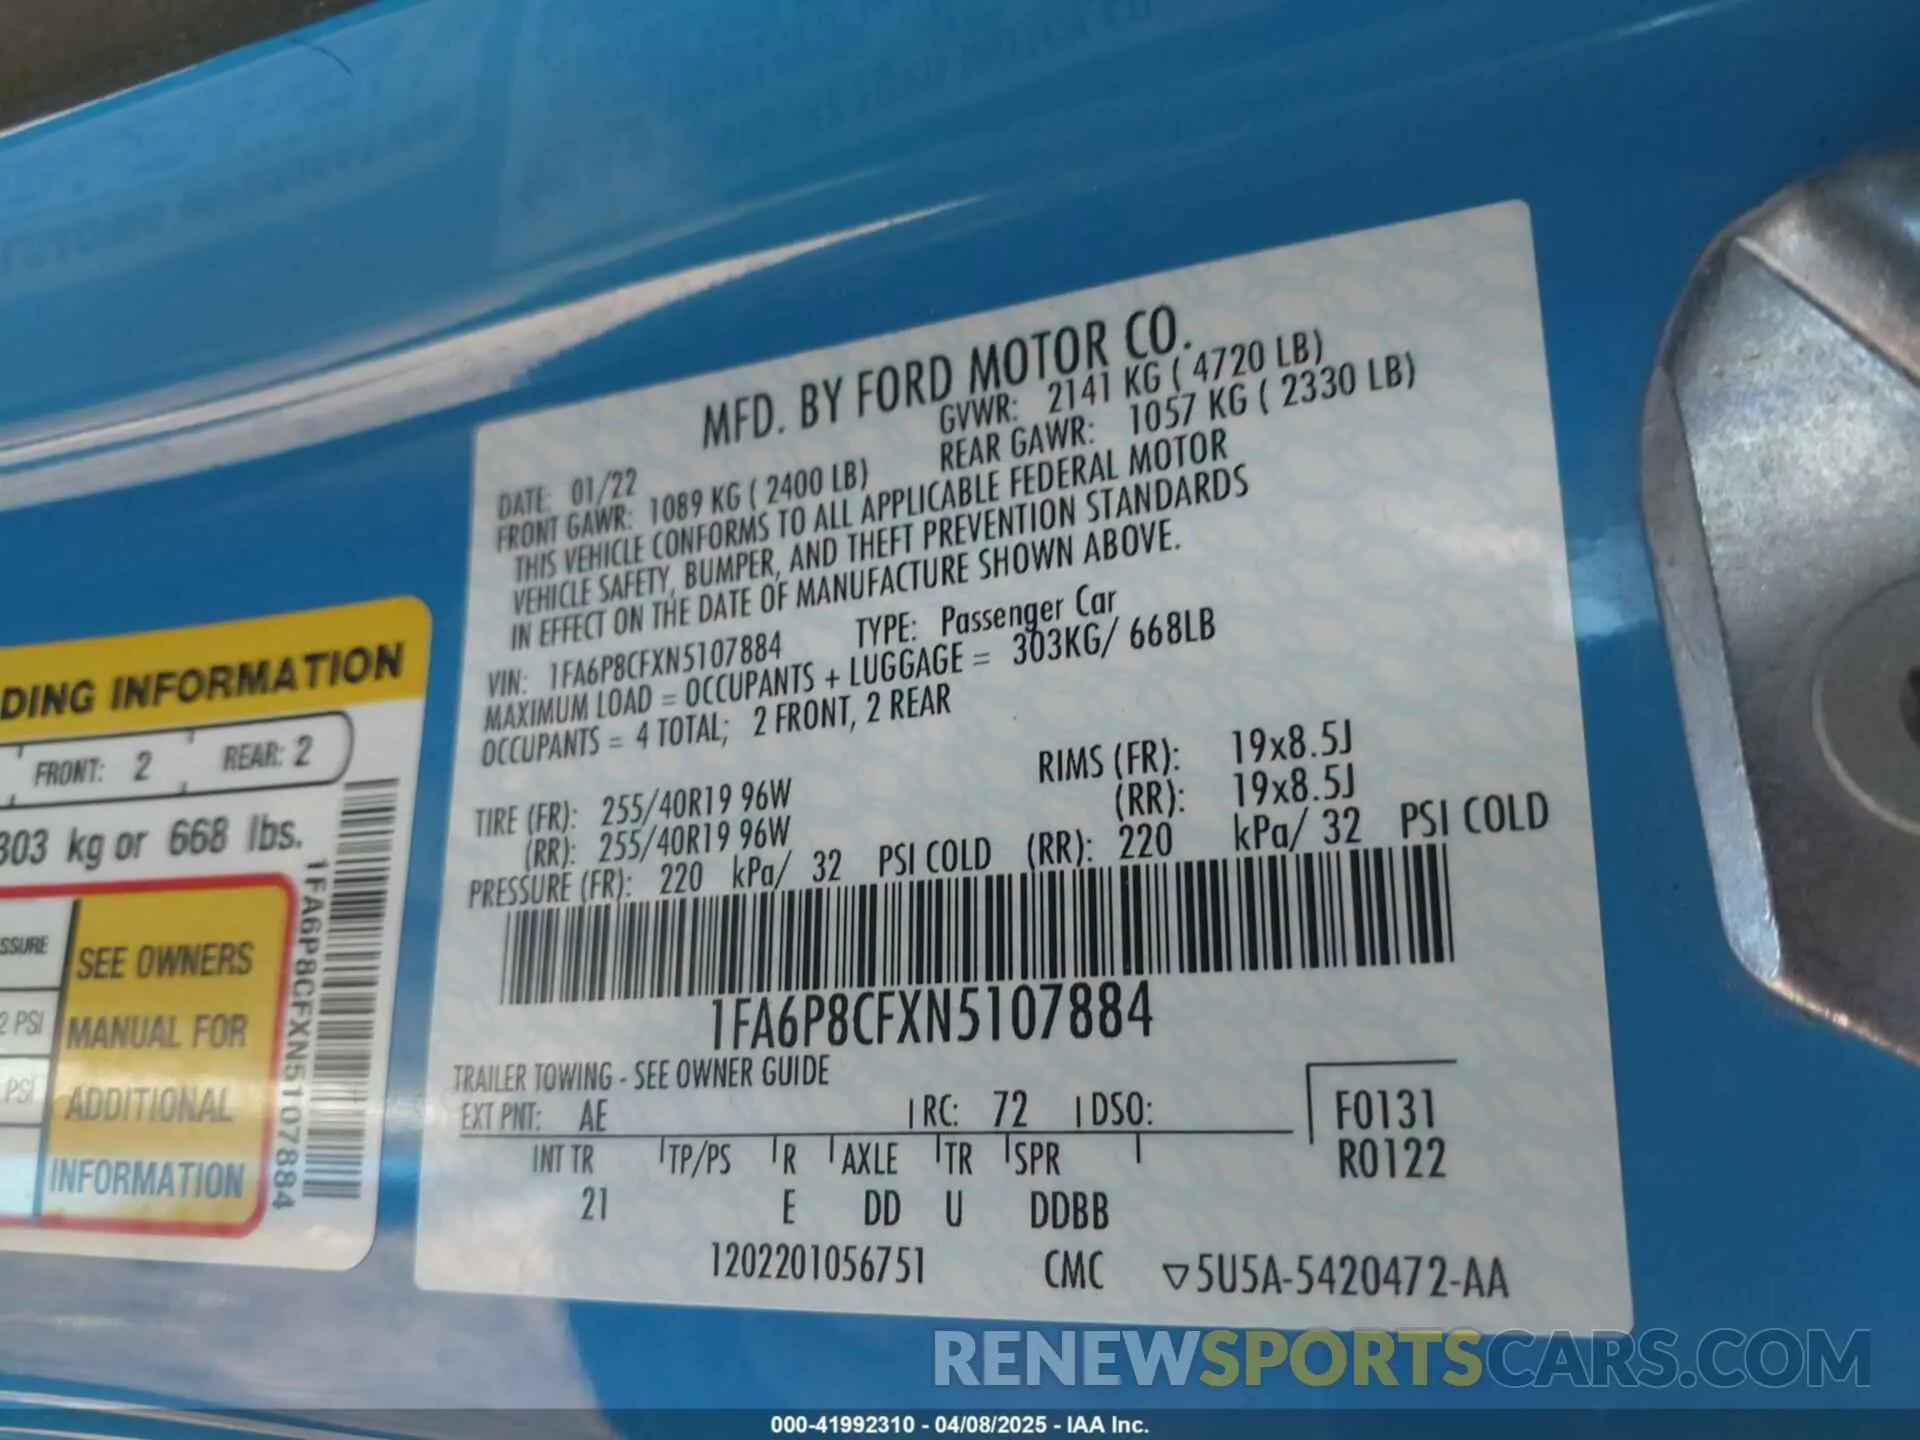 MFD. BY FORD MOTOR CO.
DATE: 01/22 GVWR: 2141 KG ( 4720 LB)
FRONT GAWR: 1089 KG ( 2400 LB) REAR GAWR: 1057 KG ( 2330 LB)
THIS VEHICLE CONFORMS TO ALL APPLICABLE FEDERAL MOTOR
VEHICLE SAFETY, BUMPER, AND THEFT PREVENTION STANDARDS
IN EFFECT ON THE DATE OF MANUFACTURE SHOWN ABOVE.
VIN: 1FA6P8CFXN5107884 TYPE: Passenger Car
MAXIMUM LOAD = OCCUPANTS + LUGGAGE = 303KG/ 668LB
OCCUPANTS = 4 TOTAL; 2 FRONT, 2 REAR
TIRE (FR): 255/40R19 96W RIMS (FR): 19x8.5J
(RR): 255/40R19 96W (RR): 19x8.5J
PRESSURE (FR): 220 kPa/ 32 PSI COLD (RR): 220 kPa/ 32 PSI COLD
1FA6P8CFXN5107884
TRAILER TOWING - SEE OWNER GUIDE
EXT PNT: AE RC: 72 DSO: F0131
INT TR TP/PS R AXLE TR SPR R0122
21 E DD U DDBB
1202201056751 CMC ▽5U5A-5420472-AA
DING INFORMATION
FRONT: 2 REAR: 2
303 kg or 668 lbs.
SSURE
2 PSI
PSI
SEE OWNERS
MANUAL FOR
ADDITIONAL
INFORMATION
1FA6P8CFXN5107884
RENEWSPORTSCARS.COM
000-41992310 - 04/08/2025 - IAA Inc.